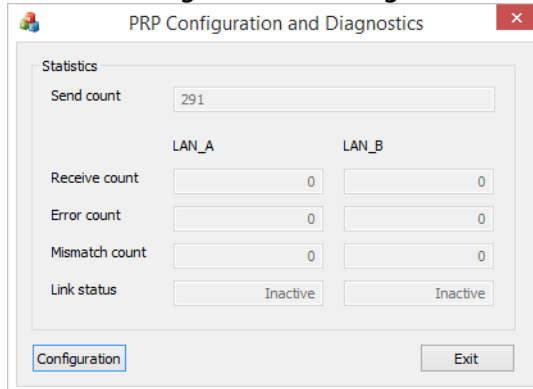 PRP Configuration and Diagnostics
Statistics
Send count 291
LAN_A LAN_B
Receive count 0 0
Error count 0 0
Mismatch count 0 0
Link status Inactive Inactive
Configuration Exit